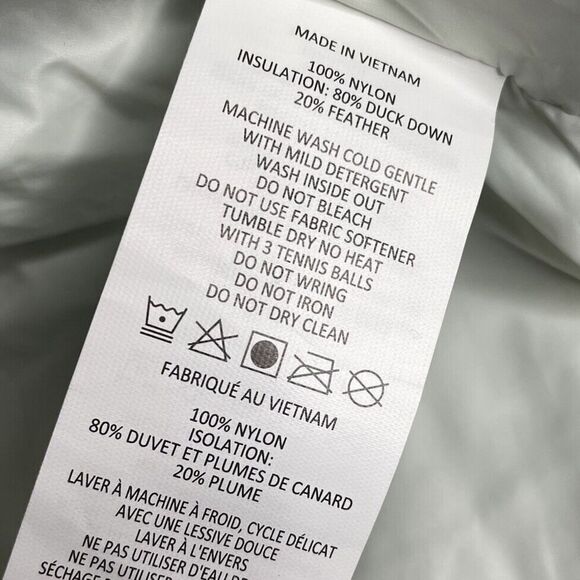 MADE IN VIETNAM
100% NYLON
INSULATION: 80% DUCK DOWN
20% FEATHER
MACHINE WASH COLD GENTLE
WITH MILD DETERGENT
WASH INSIDE OUT
DO NOT BLEACH
DO NOT USE FABRIC SOFTENER
TUMBLE DRY NO HEAT
WITH 3 TENNIS BALLS
DO NOT WRING
DO NOT IRON
DO NOT DRY CLEAN
FABRIQUÉ AU VIETNAM
100% NYLON
ISOLATION:
80% DUVET ET PLUMES DE CANARD
20% PLUME
LAVER À MACHINE À FROID, CYCLE DÉLICAT
AVEC UNE LESSIVE DOUCE
LAVER À L'ENVERS
NE PAS UTILISER D'EAU DE
NE PAS UTILISER
SÉCHAGE